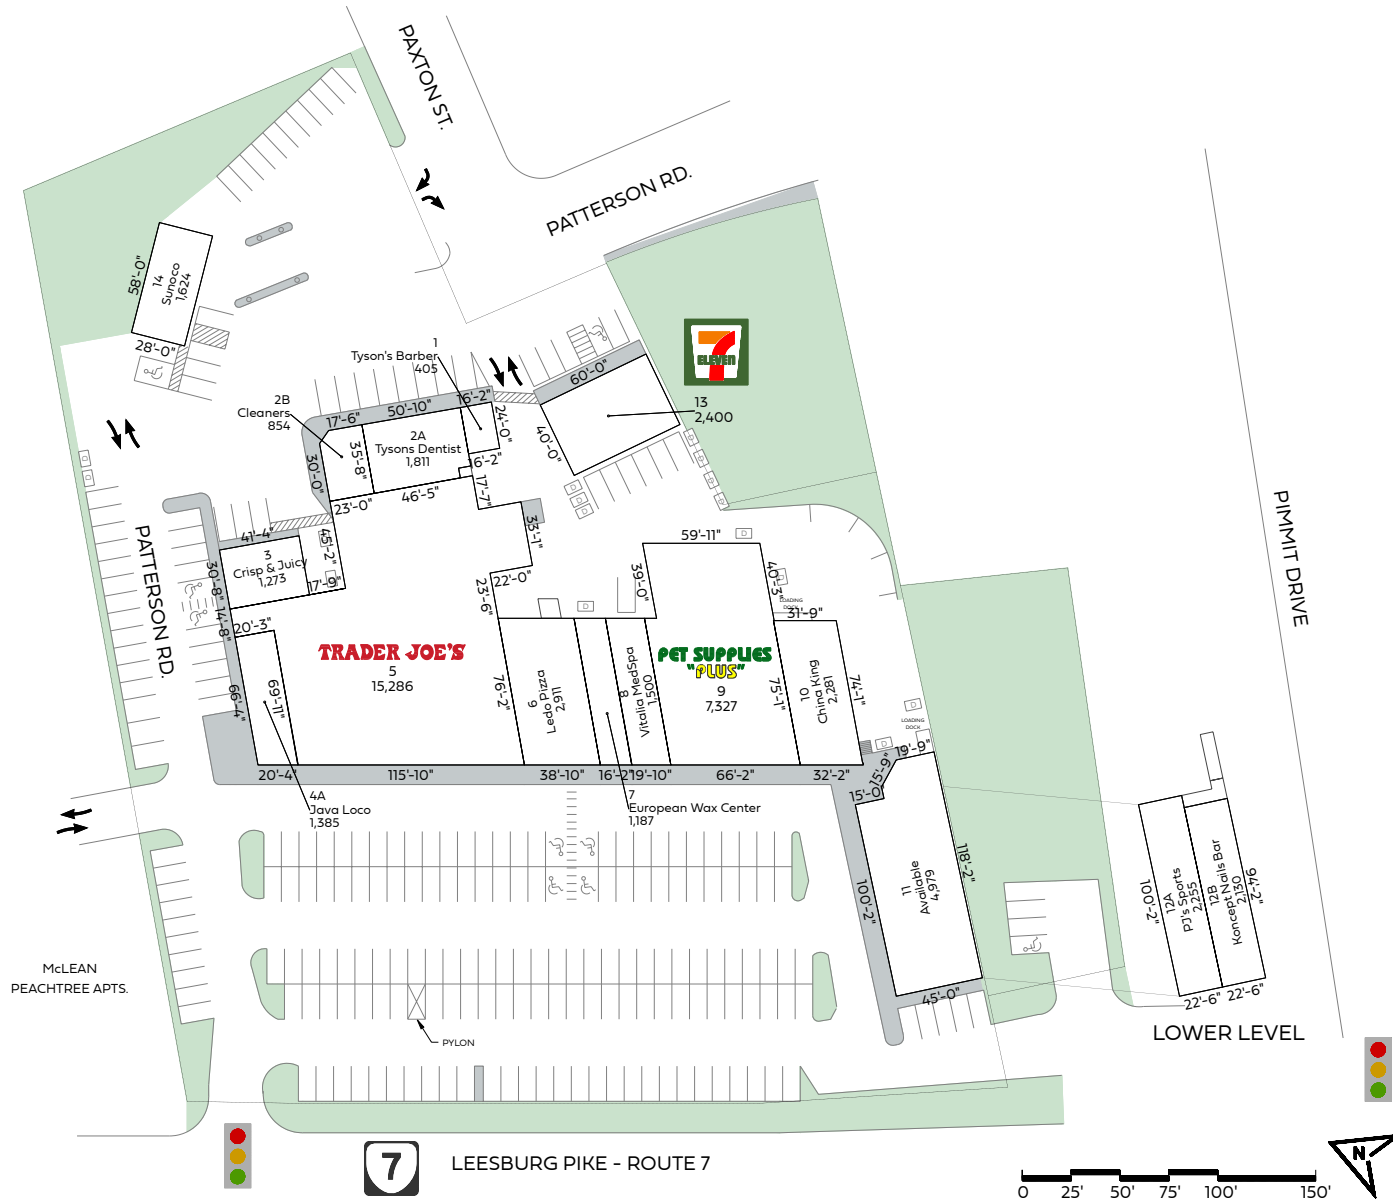 PAXTON ST.
PATTERSON RD.
58'-0"
14
Sunoco
1,624
28'-0"
1
Tyson's Barber
405
2B
Cleaners
854
17'-6"
50'-10"
16'-2"
24'-0"
60'-0"
40'-0"
7
ELEVEN
13
2,400
30'-0"
35'-8"
2A
Tysons Dentist
1,811
16'-2"
23'-0"
46'-5"
17'-7"
33'-1"
41'-4"
3
Crisp & Juicy
1,273
45'-2"
17'-9"
30'-8"
14'-8"
20'-3"
PATTERSON RD.
22'-0"
23'-6"
59'-11"
D
39'-0"
40'-3"
D
D
LOADING
DOCK
31'-9"
PIMMIT DRIVE
TRADER JOE'S
5
15,286
66'-4"
69'-11"
76'-2"
Ledo Pizza
6
2,911
Vitalia MedSpa
8
1,500
PET SUPPLIES
"PLUS"
9
7,327
75'-1"
10
China King
2,281
74'-1"
D
LOADING
DOCK
D
19'-9"
15'-9"
15'-0"
20'-4"
115'-10"
38'-10"
16'-2"
19'-10"
66'-2"
32'-2"
4A
Java Loco
1,385
7
European Wax Center
1,187
100'-2"
11
Available
4,979
118'-2"
45'-0"
100'-2"
12A
PJ's Sports
2,255
12B
Koncept Nails Bar
2,130
94'-2"
22'-6"
22'-6"
LOWER LEVEL
McLEAN
PEACHTREE APTS.
PYLON
7
LEESBURG PIKE - ROUTE 7
N
0 25' 50' 75' 100' 150'